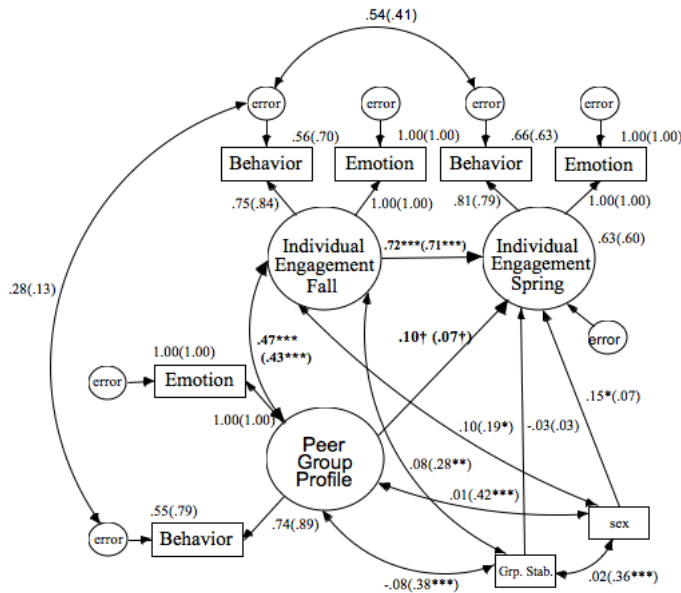 .54(.41)
error
error
error
error
.56(.70)
1.00(1.00)
.66(.63)
1.00(1.00)
Behavior
Emotion
Behavior
Emotion
.75(.84)
1.00(1.00)
.81(.79)
1.00(1.00)
Individual
Engagement
Fall
.72***(.71***)
Individual
Engagement
Spring
.63(.60)
.28(.13)
.47***
(.43***)
.10† (.07†)
error
1.00(1.00)
error
Emotion
1.00(1.00)
.15*(.07)
.10(.19*)
-.03(.03)
Peer
Group
Profile
.08(.28**)
.01(.42***)
.55(.79)
.74(.89)
sex
error
Behavior
Grp. Stab.
-.08(.38***)
.02(.36***)